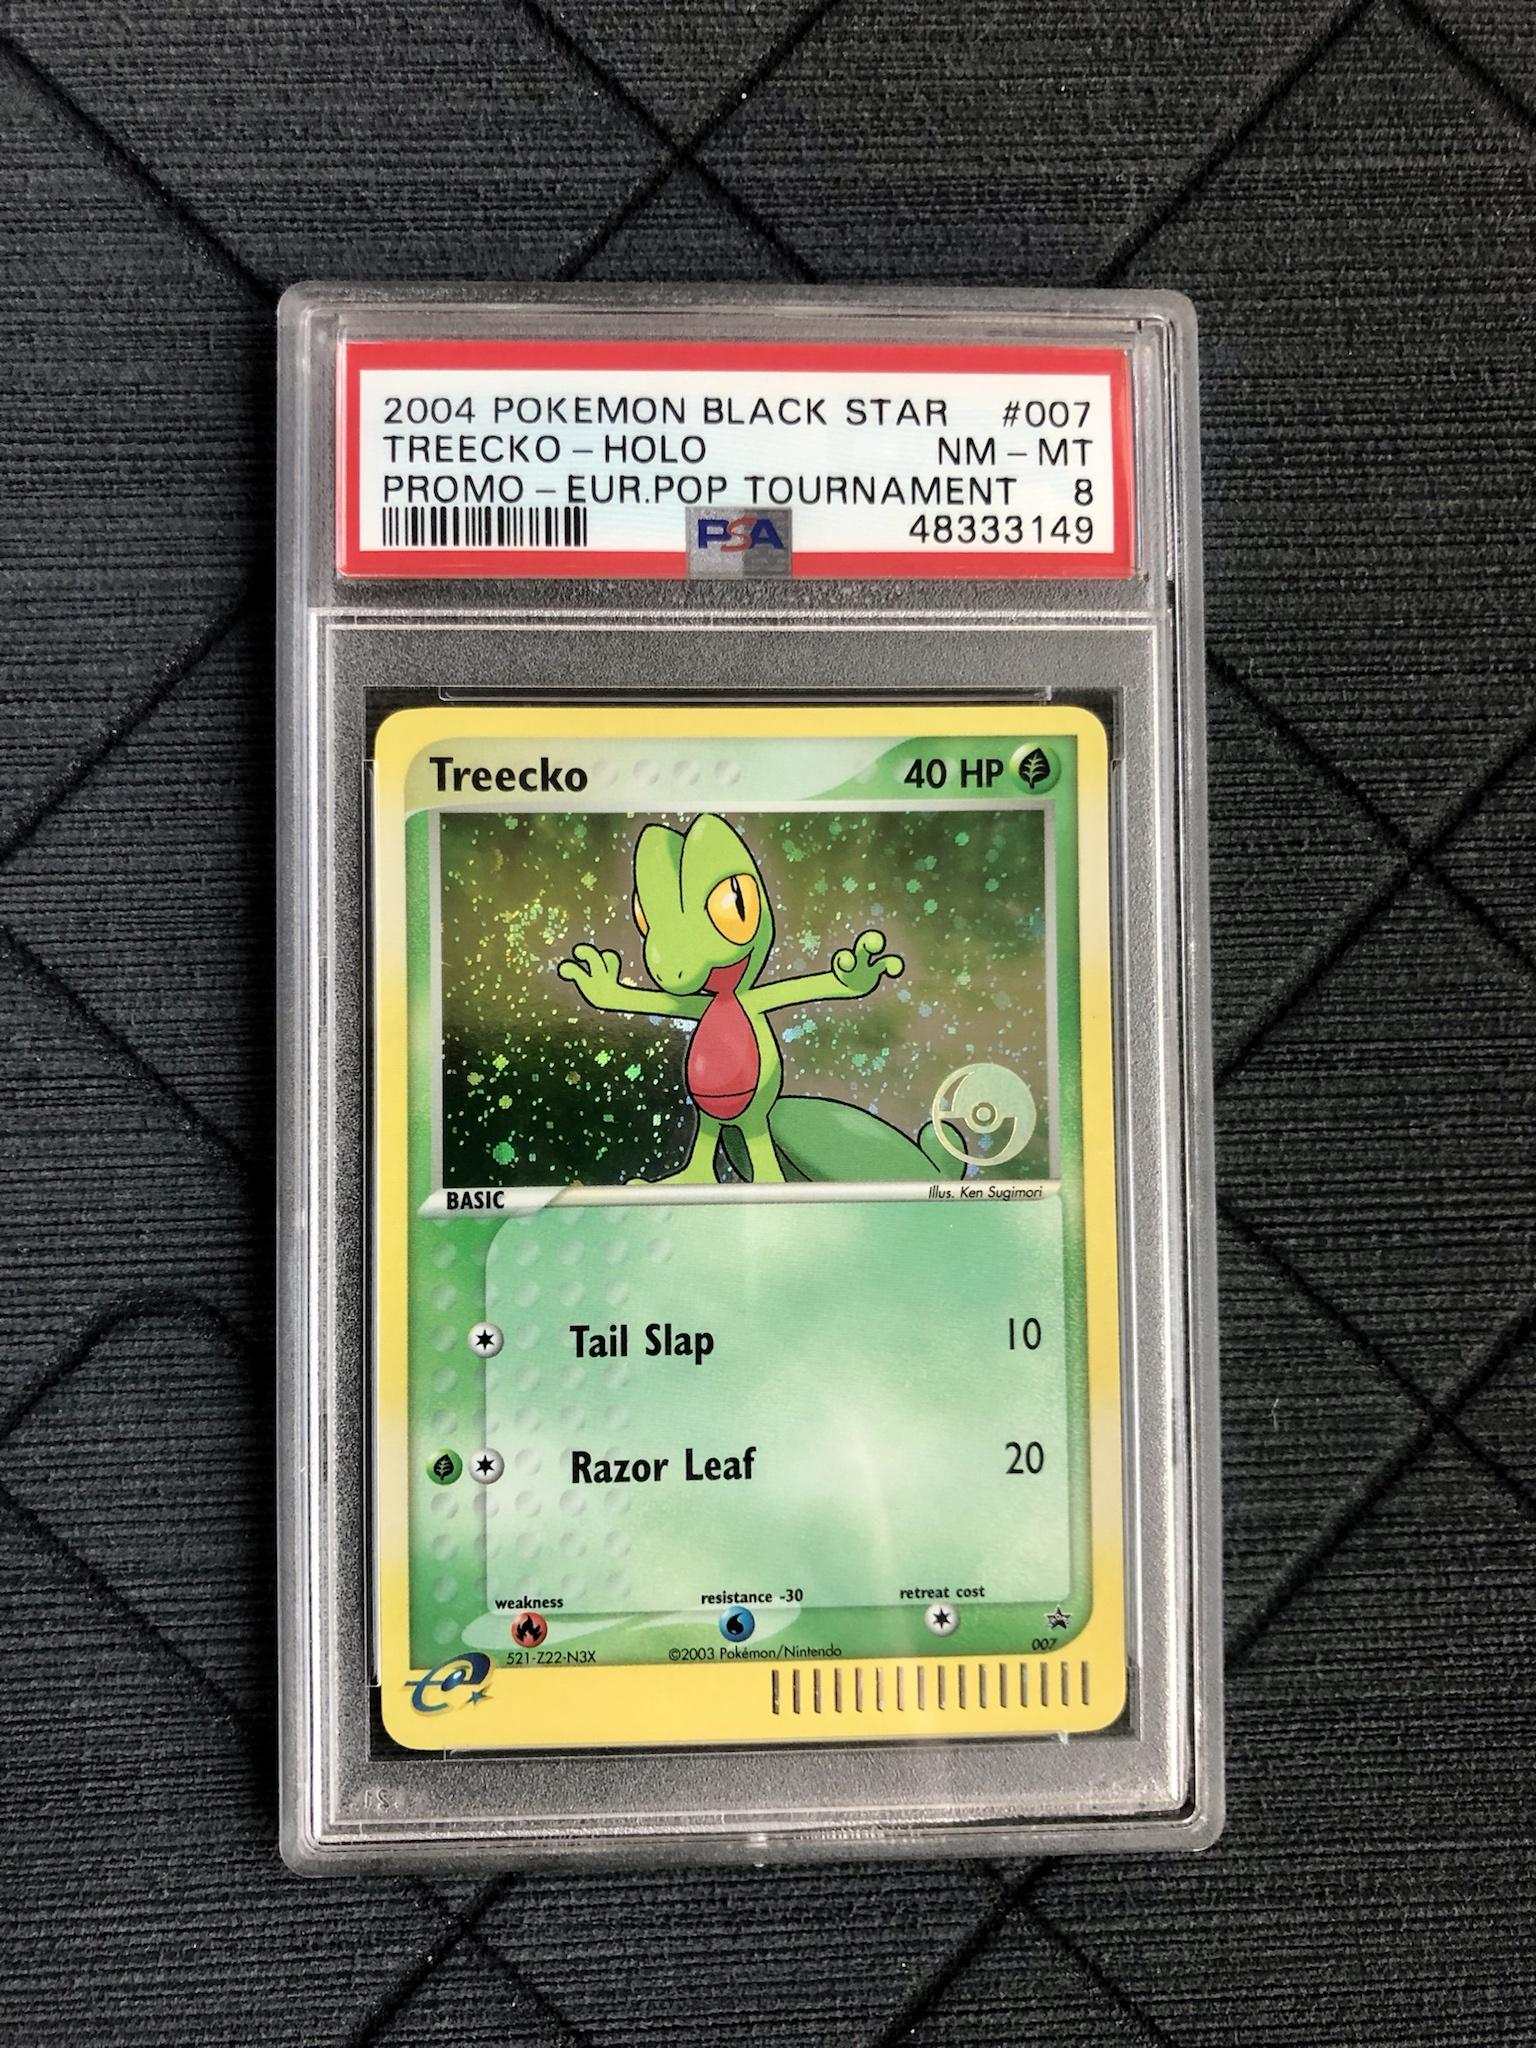 2004 POKEMON BLACK STAR #007
TREECKO - HOLO NM - MT
PROMO - EUR.POP TOURNAMENT 8
PSA 48333149
Treecko 40 HP
BASIC Illus. Ken Sugimori
Tail Slap 10
Razor Leaf 20
weakness resistance -30 retreat cost
521-Z22-N3X ©2003 Pokémon/Nintendo 007
e